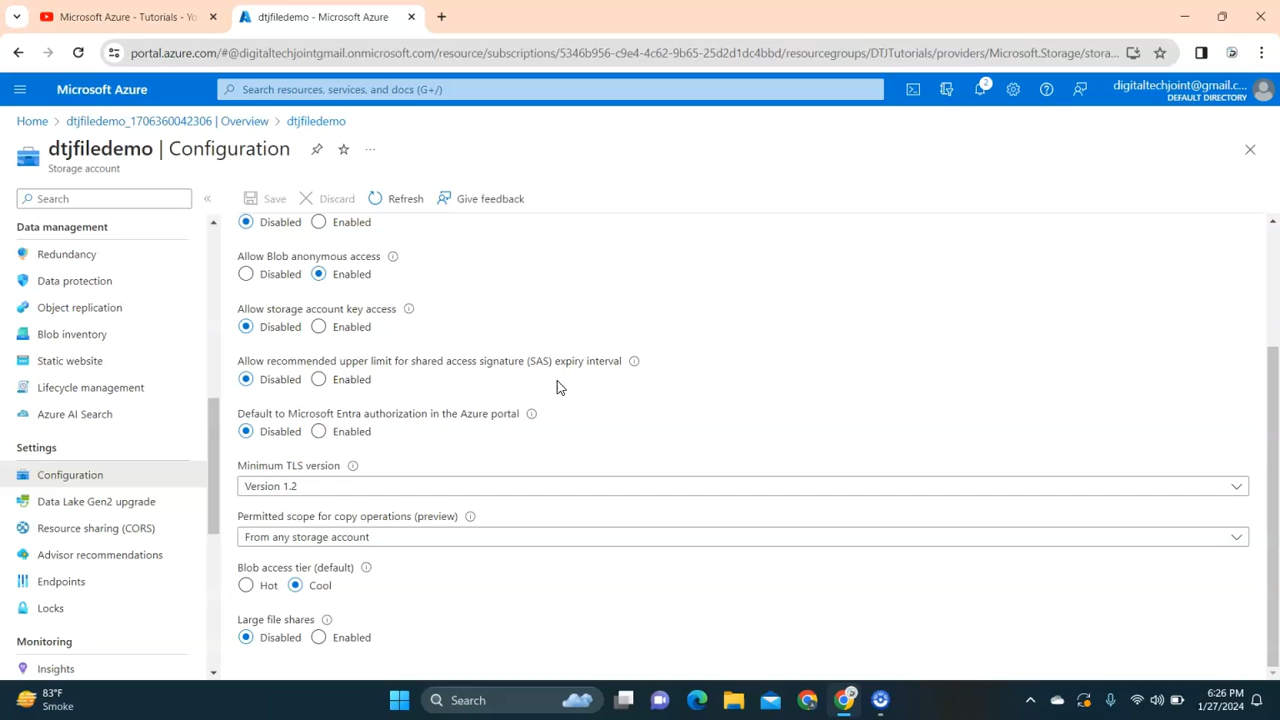 Microsoft Azure - Tutorials - Yo
dtjfiledemo - Microsoft Azure
portal.azure.com/#@digitaltechjointgmail.onmicrosoft.com/resource/subscriptions/5346b956-c9e4-4c62-9b65-25d2d1dc4bbd/resourcegroups/DTJTutorials/providers/Microsoft.Storage/stora...
Microsoft Azure
Search resources, services, and docs (G+/)
2
digitaltechjoint@gmail.c...
DEFAULT DIRECTORY
Home > dtjfiledemo_1706360042306 | Overview > dtjfiledemo
dtjfiledemo | Configuration
Storage account
Search
Save
Discard
Refresh
Give feedback
Data management
Redundancy
Data protection
Object replication
Blob inventory
Static website
Lifecycle management
Azure AI Search
Settings
Configuration
Data Lake Gen2 upgrade
Resource sharing (CORS)
Advisor recommendations
Endpoints
Locks
Monitoring
Insights
Disabled Enabled
Allow Blob anonymous access
Disabled Enabled
Allow storage account key access
Disabled Enabled
Allow recommended upper limit for shared access signature (SAS) expiry interval
Disabled Enabled
Default to Microsoft Entra authorization in the Azure portal
Disabled Enabled
Minimum TLS version
Version 1.2
Permitted scope for copy operations (preview)
From any storage account
Blob access tier (default)
Hot Cool
Large file shares
Disabled Enabled
83°F
Smoke
Search
6:26 PM
1/27/2024